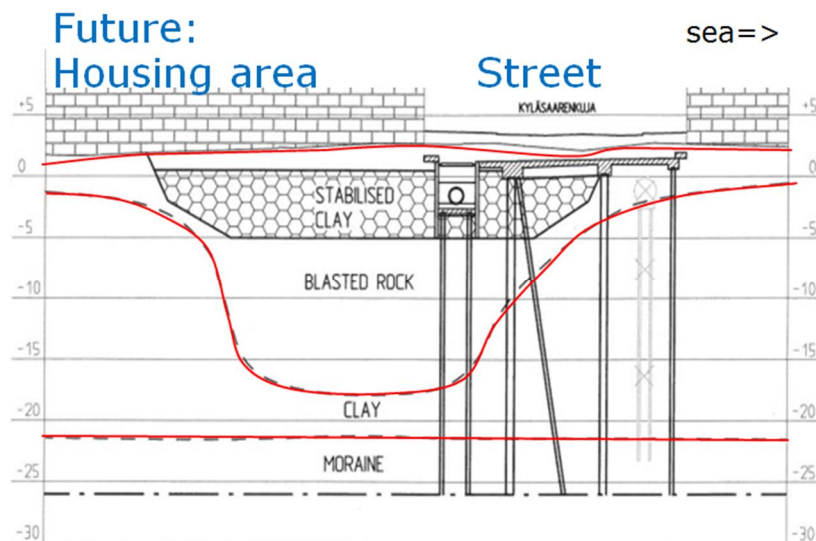 Future:
Housing area
Street
sea=>
KYLÄSAARENKUJA
+5
+5
0
0
STABILISED
CLAY
-5
-5
BLASTED ROCK
-10
-10
-15
-15
CLAY
-20
-20
MORAINE
-25
-25
-30
-30